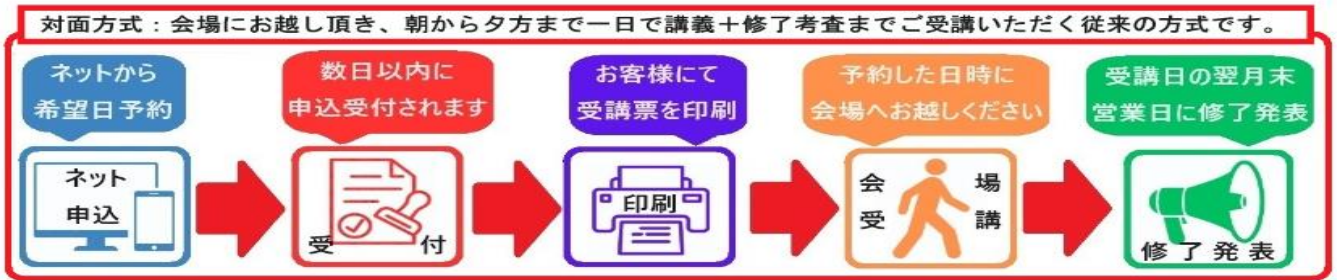 対面方式:会場にお越し頂き、朝から夕方まで一日で講義+修了考査までご受講いただく従来の方式です。
ネットから
希望日予約
数日以内に
申込受付されます
お客様にて
受講票を印刷
予約した日時に
会場へお越しください
受講日の翌月末
営業日に修了発表
ネット
申込
受付
印刷
会場
受講
修了発表